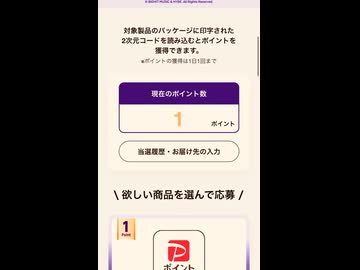 © BIGHIT MUSIC & HYBE. All Rights Reserved.
対象製品のパッケージに印字された
2次元コードを読み込むとポイントを
獲得できます。
※ポイントの獲得は1日1回まで
現在のポイント数
1
ポイント
当選履歴・お届け先の入力
\ 欲しい商品を選んで応募 /
1
Point
ポイント